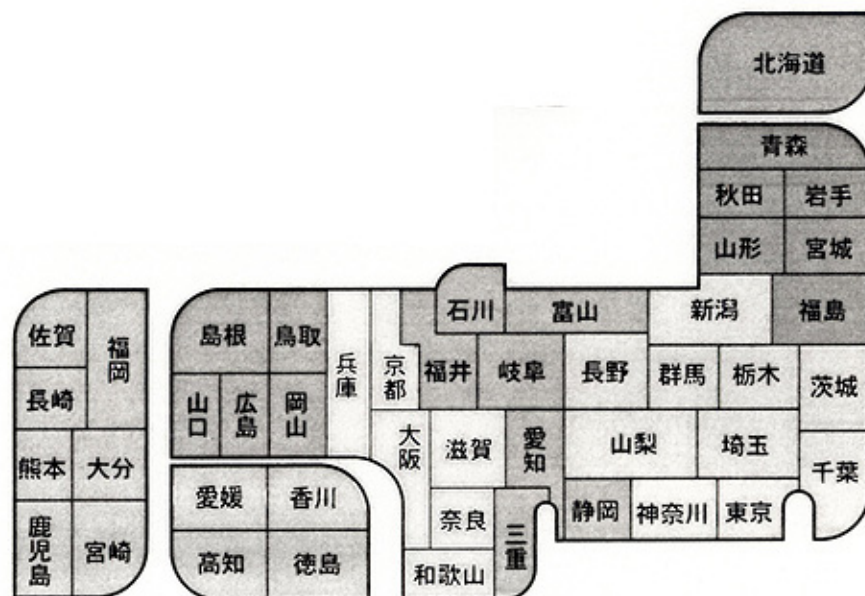 北海道
青森
秋田 岩手
山形 宮城
石川 富山 新潟 福島
佐賀 福岡 島根 鳥取 兵庫 京都 福井 岐阜 長野 群馬 栃木 茨城
長崎 山口 広島 岡山
大阪 滋賀 愛知 山梨 埼玉 千葉
熊本 大分 愛媛 香川
奈良 三重 静岡 神奈川 東京
鹿児島 宮崎 高知 徳島 和歌山